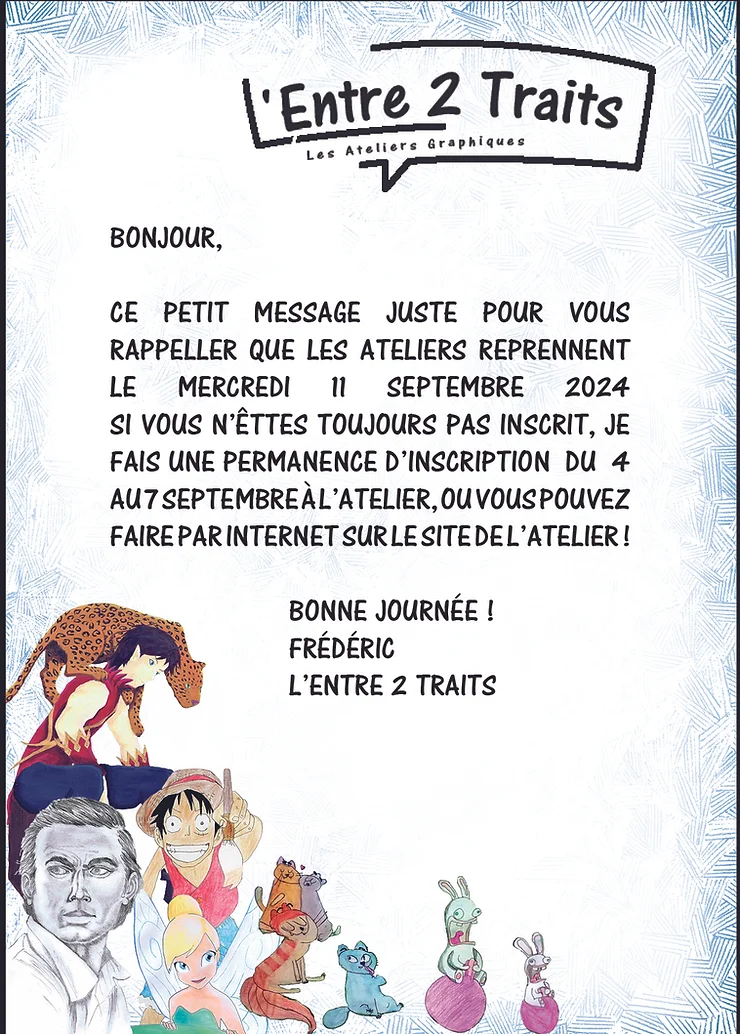 L'Entre 2 Traits
Les Ateliers Graphiques
BONJOUR,
CE PETIT MESSAGE JUSTE POUR VOUS
RAPPELLER QUE LES ATELIERS REPRENNENT
LE MERCREDI 11 SEPTEMBRE 2024
SI VOUS N'ÊTTES TOUJOURS PAS INSCRIT, JE
FAIS UNE PERMANENCE D'INSCRIPTION DU 4
AU 7 SEPTEMBRE À L'ATELIER, OU VOUS POUVEZ
FAIRE PAR INTERNET SUR LE SITE DE L'ATELIER !
BONNE JOURNÉE !
FRÉDÉRIC
L'ENTRE 2 TRAITS